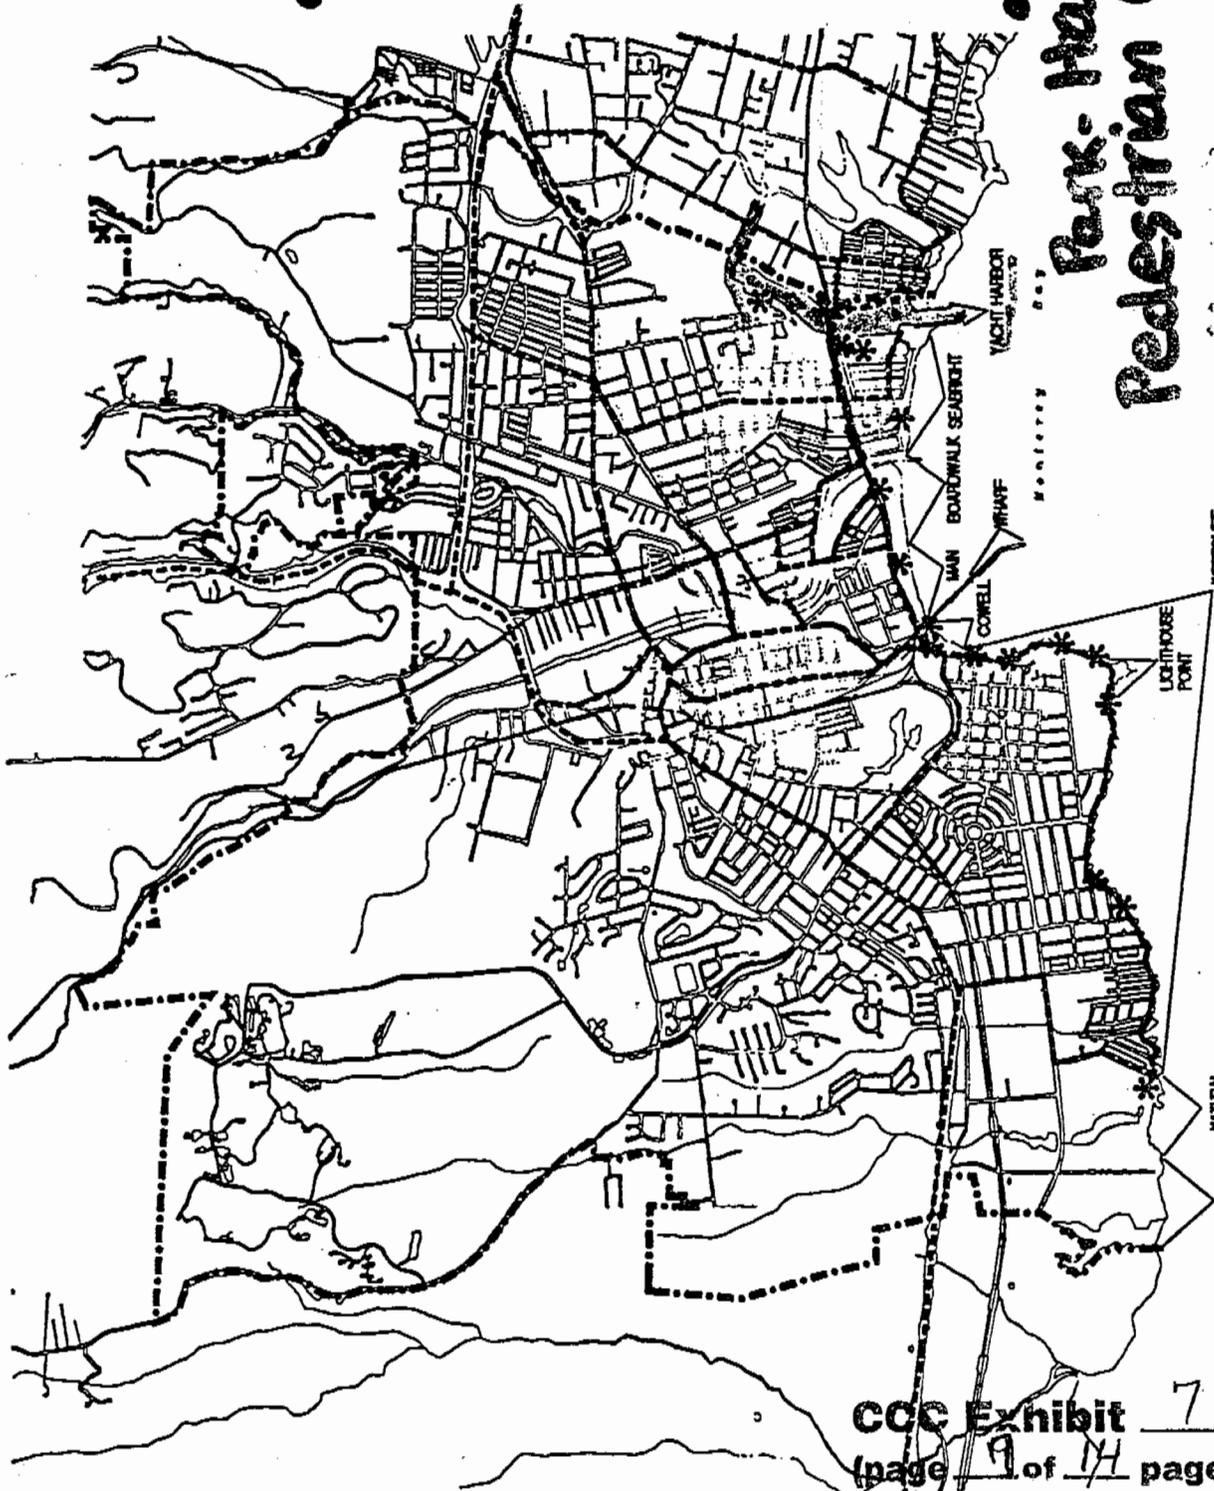 Park- Ha
Pedestrian
YACHT HARBOR
Monterey Bay
SEABRIGHT
BOARDWALK
MAIN
WHARF
COWELL
LIGHTHOUSE
POINT
CCC Exhibit 7
(page 9 of 14 page